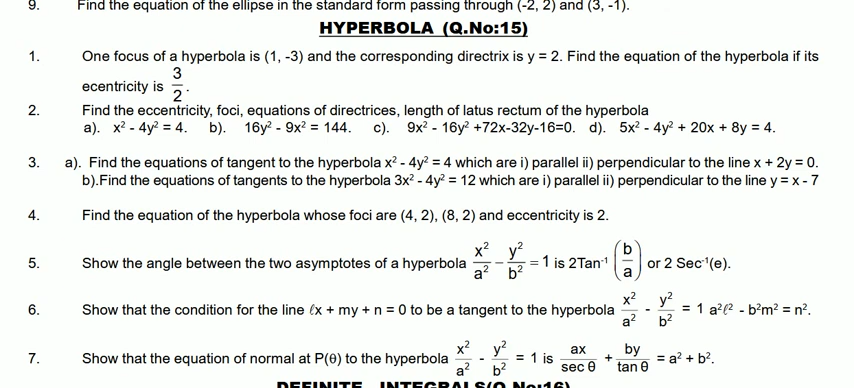 9. Find the equation of the ellipse in the standard form passing through (-2, 2) and (3, -1).
HYPERBOLA (Q.No:15)
1. One focus of a hyperbola is (1, -3) and the corresponding directrix is y = 2. Find the equation of the hyperbola if its
ecentricity is 3/2.
2. Find the eccentricity, foci, equations of directrices, length of latus rectum of the hyperbola
a). x² - 4y² = 4. b). 16y² - 9x² = 144. c). 9x² - 16y² +72x-32y-16=0. d). 5x² - 4y² + 20x + 8y = 4.
3. a). Find the equations of tangent to the hyperbola x² - 4y² = 4 which are i) parallel ii) perpendicular to the line x + 2y = 0.
b).Find the equations of tangents to the hyperbola 3x² - 4y² = 12 which are i) parallel ii) perpendicular to the line y = x - 7
4. Find the equation of the hyperbola whose foci are (4, 2), (8, 2) and eccentricity is 2.
5. Show the angle between the two asymptotes of a hyperbola x²/a² − y²/b² = 1 is 2Tan⁻¹ (b/a) or 2 Sec⁻¹(e).
6. Show that the condition for the line ℓx + my + n = 0 to be a tangent to the hyperbola x²/a² - y²/b² = 1 a²ℓ² - b²m² = n².
7. Show that the equation of normal at P(θ) to the hyperbola x²/a² - y²/b² = 1 is ax/sec θ + by/tan θ = a² + b².
DEFINITE INTEGRALS(Q.No:16)